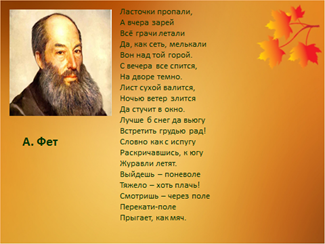 Ласточки пропали,
А вчера зарей
Всё грачи летали
Да, как сеть, мелькали
Вон над той горой.
С вечера все спится,
На дворе темно.
Лист сухой валится,
Ночью ветер злится
Да стучит в окно.
Лучше б снег да вьюгу
Встретить грудью рад!
Словно как с испугу
Раскричавшись, к югу
Журавли летят.
Выйдешь – поневоле
Тяжело – хоть плачь!
Смотришь – через поле
Перекати-поле
Прыгает, как мяч.
А. Фет